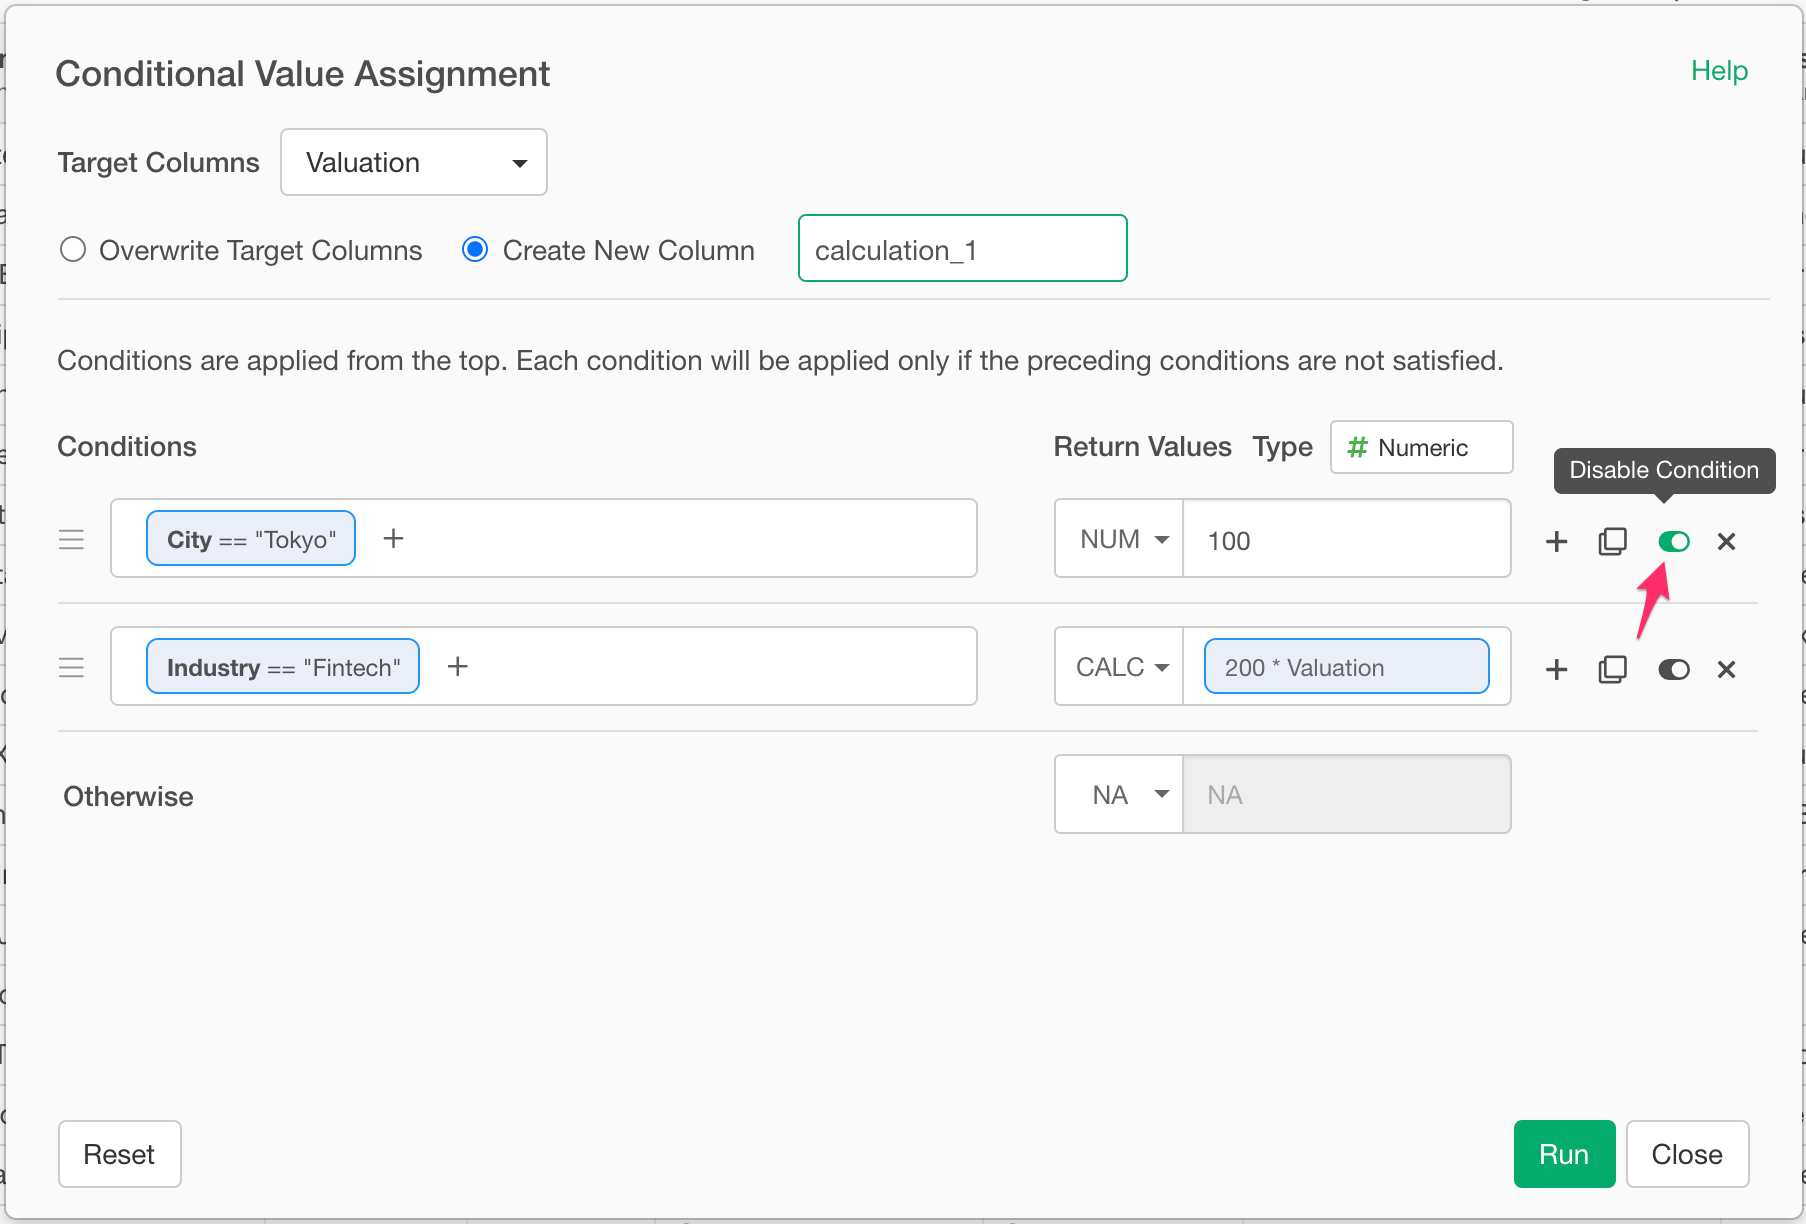 Conditional Value Assignment
Help
Target Columns Valuation
Overwrite Target Columns Create New Column calculation_1
Conditions are applied from the top. Each condition will be applied only if the preceding conditions are not satisfied.
Conditions Return Values Type # Numeric
Disable Condition
City == "Tokyo" + NUM 100
Industry == "Fintech" + CALC 200 * Valuation
Otherwise NA NA
Reset Run Close